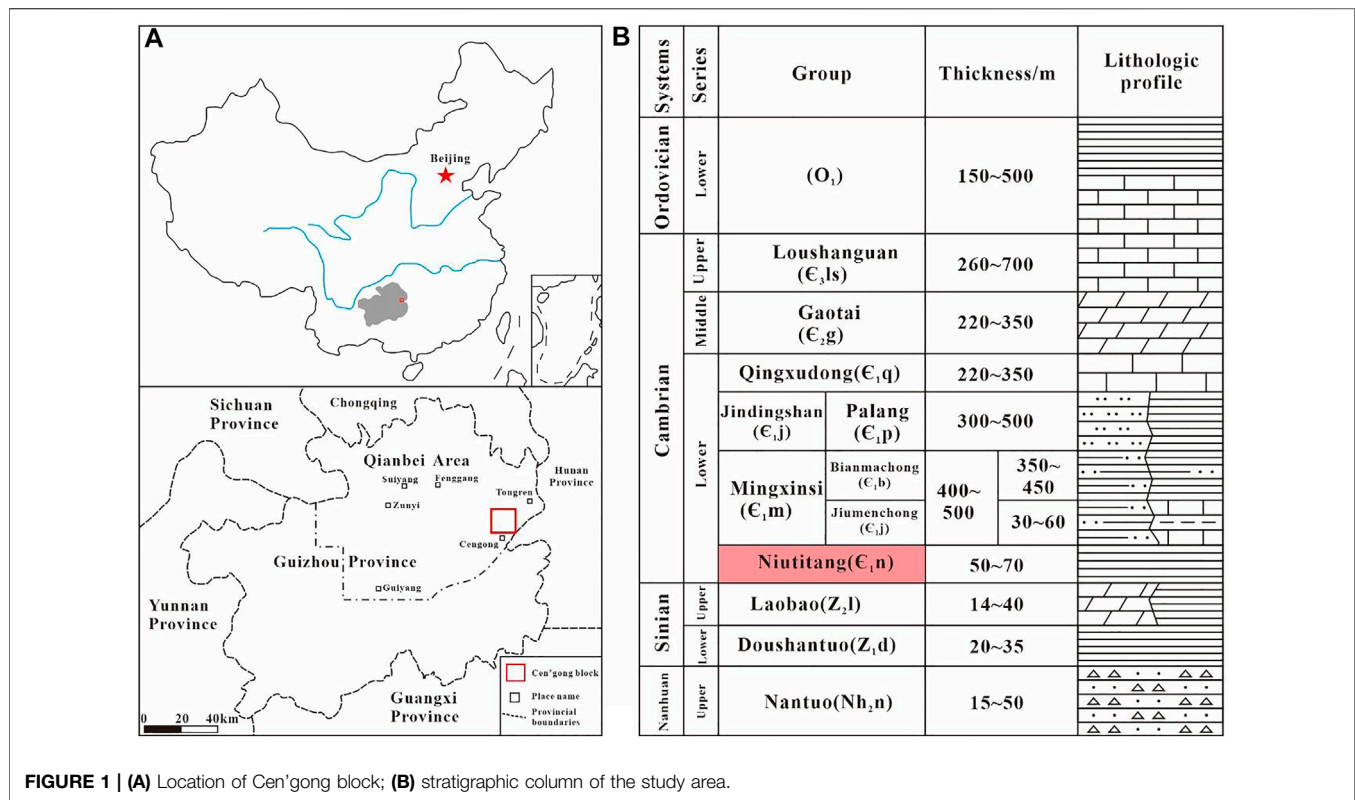 A
Beijing
Sichuan
Province
Chongqing
Qianbei Area
Suiyang
Fenggang
Hunan
Province
Tongren
Zunyi
Cengong
Guizhou Province
Guiyang
Yunnan
Province
Guangxi
Province
Cen'gong block
Place name
Provincial
boundaries
0 20 40km
B
Systems Series Group Thickness/m Lithologic
profile
Ordovician Lower (O₁) 150~500
Cambrian
Upper Loushanguan
(Є₃ls) 260~700
Middle Gaotai
(Є₂g) 220~350
Lower
Qingxudong(Є₁q) 220~350
Jindingshan
(Є₁j)
Palang
(Є₁p)
300~500
Mingxinsi
(Є₁m)
Bianmachong
(Є₁b)
Jiumenchong
(Є₁j)
400~
500
350~
450
30~60
Niutitang(Є₁n) 50~70
Sinian
Upper Laobao(Z₂l) 14~40
Lower Doushantuo(Z₁d) 20~35
Nanhuan Upper Nantuo(Nh₂n) 15~50
FIGURE 1 | (A) Location of Cen'gong block; (B) stratigraphic column of the study area.